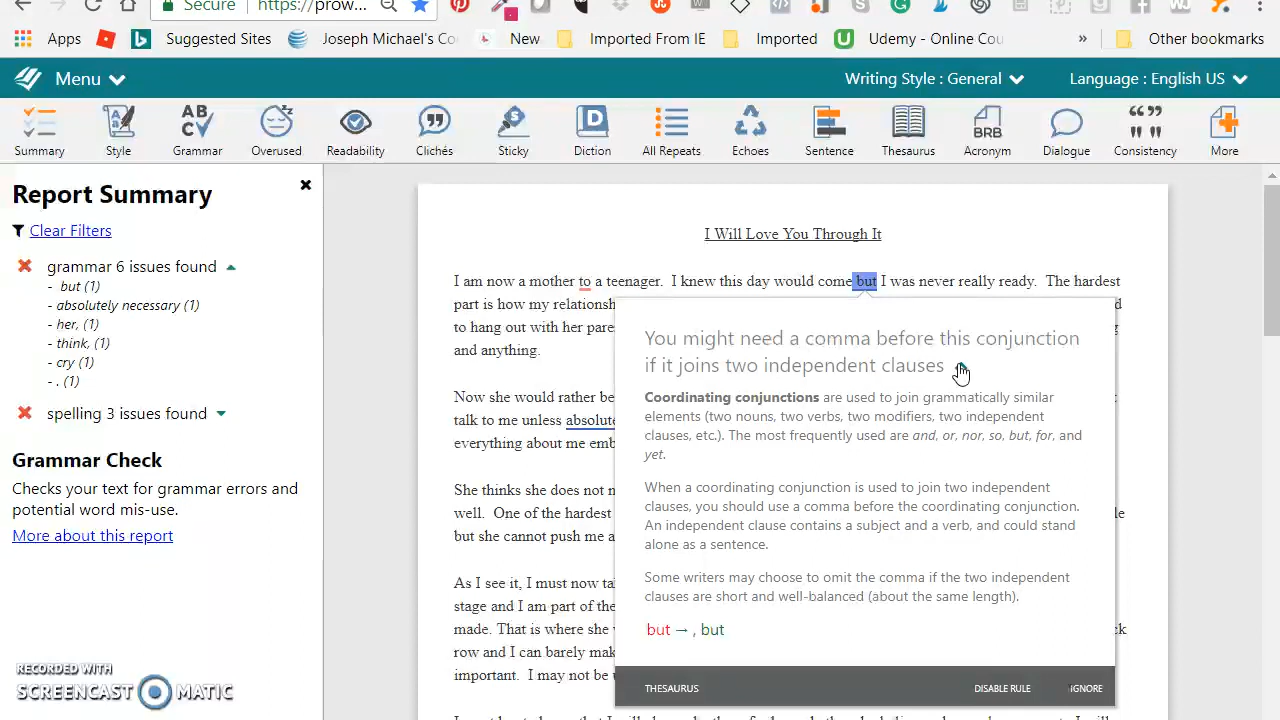 Secure https://prow...
Apps Suggested Sites Joseph Michael's Co New Imported From IE Imported Udemy - Online Cou » Other bookmarks
Menu Writing Style : General Language : English US
Summary Style Grammar Overused Readability Clichés Sticky Diction All Repeats Echoes Sentence Thesaurus Acronym Dialogue Consistency More
Report Summary
Clear Filters
grammar 6 issues found
- but (1)
- absolutely necessary (1)
- her, (1)
- think, (1)
- cry (1)
- . (1)
spelling 3 issues found
Grammar Check
Checks your text for grammar errors and
potential word mis-use.
More about this report
RECORDED WITH
SCREENCAST MATIC
I Will Love You Through It
I am now a mother to a teenager. I knew this day would come but I was never really ready. The hardest
part is how my relationsh
to hang out with her pare
and anything.
Now she would rather be
talk to me unless absolute
everything about me emb
She thinks she does not n
well. One of the hardest
but she cannot push me a
As I see it, I must now ta
stage and I am part of the
made. That is where she
row and I can barely mak
important. I may not be
You might need a comma before this conjunction
if it joins two independent clauses
Coordinating conjunctions are used to join grammatically similar
elements (two nouns, two verbs, two modifiers, two independent
clauses, etc.). The most frequently used are and, or, nor, so, but, for, and
yet.
When a coordinating conjunction is used to join two independent
clauses, you should use a comma before the coordinating conjunction.
An independent clause contains a subject and a verb, and could stand
alone as a sentence.
Some writers may choose to omit the comma if the two independent
clauses are short and well-balanced (about the same length).
but → , but
THESAURUS DISABLE RULE IGNORE